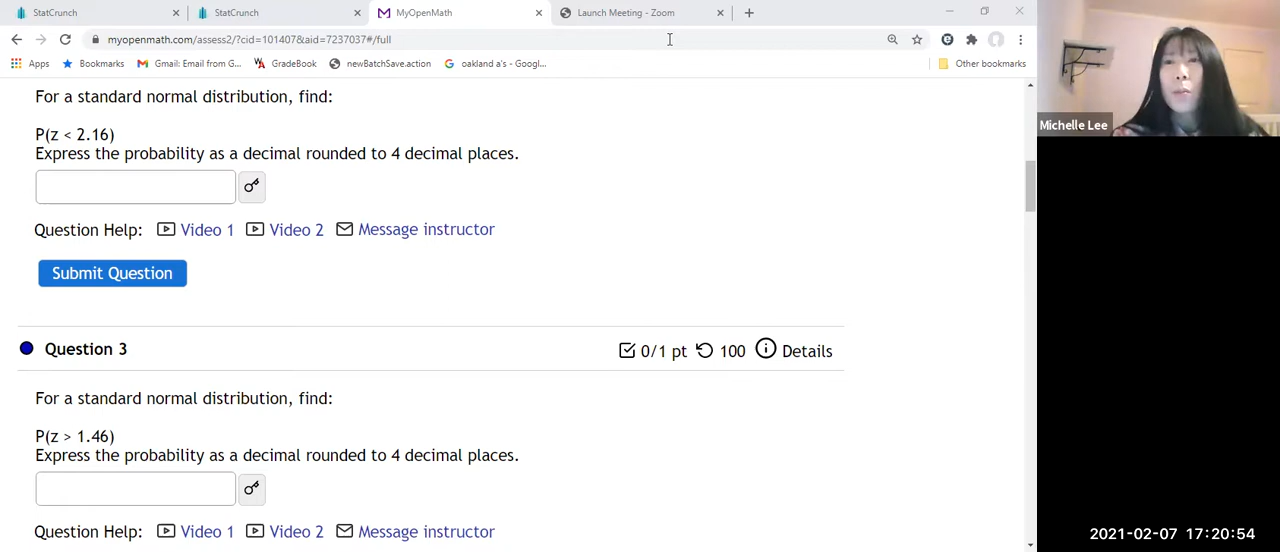 StatCrunch
StatCrunch
MyOpenMath
Launch Meeting - Zoom
myopenmath.com/assess2/?cid=101407&aid=7237037#/full
Apps
Bookmarks
Gmail: Email from G...
GradeBook
newBatchSave.action
oakland a's - Googl...
Other bookmarks
For a standard normal distribution, find:
P(z < 2.16)
Express the probability as a decimal rounded to 4 decimal places.
Question Help: Video 1 Video 2 Message instructor
Submit Question
Question 3
0/1 pt 100 Details
For a standard normal distribution, find:
P(z > 1.46)
Express the probability as a decimal rounded to 4 decimal places.
Question Help: Video 1 Video 2 Message instructor
Michelle Lee
2021-02-07 17:20:54